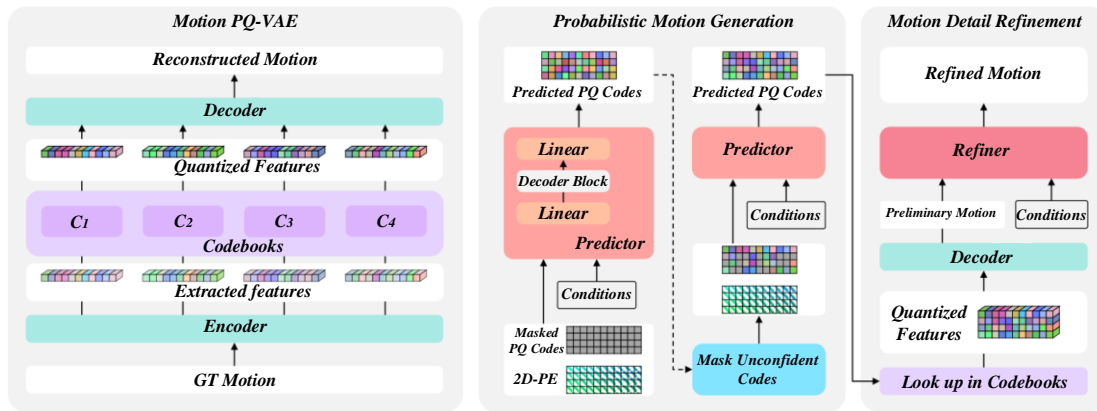 Motion PQ-VAE
Reconstructed Motion
Decoder
Quantized Features
C1
C2
C3
C4
Codebooks
Extracted features
Encoder
GT Motion
Probabilistic Motion Generation
Predicted PQ Codes
Linear
Decoder Block
Linear
Predictor
Conditions
Masked
PQ Codes
2D-PE
Predicted PQ Codes
Predictor
Conditions
Mask Unconfident
Codes
Motion Detail Refinement
Refined Motion
Refiner
Preliminary Motion
Conditions
Decoder
Quantized
Features
Look up in Codebooks